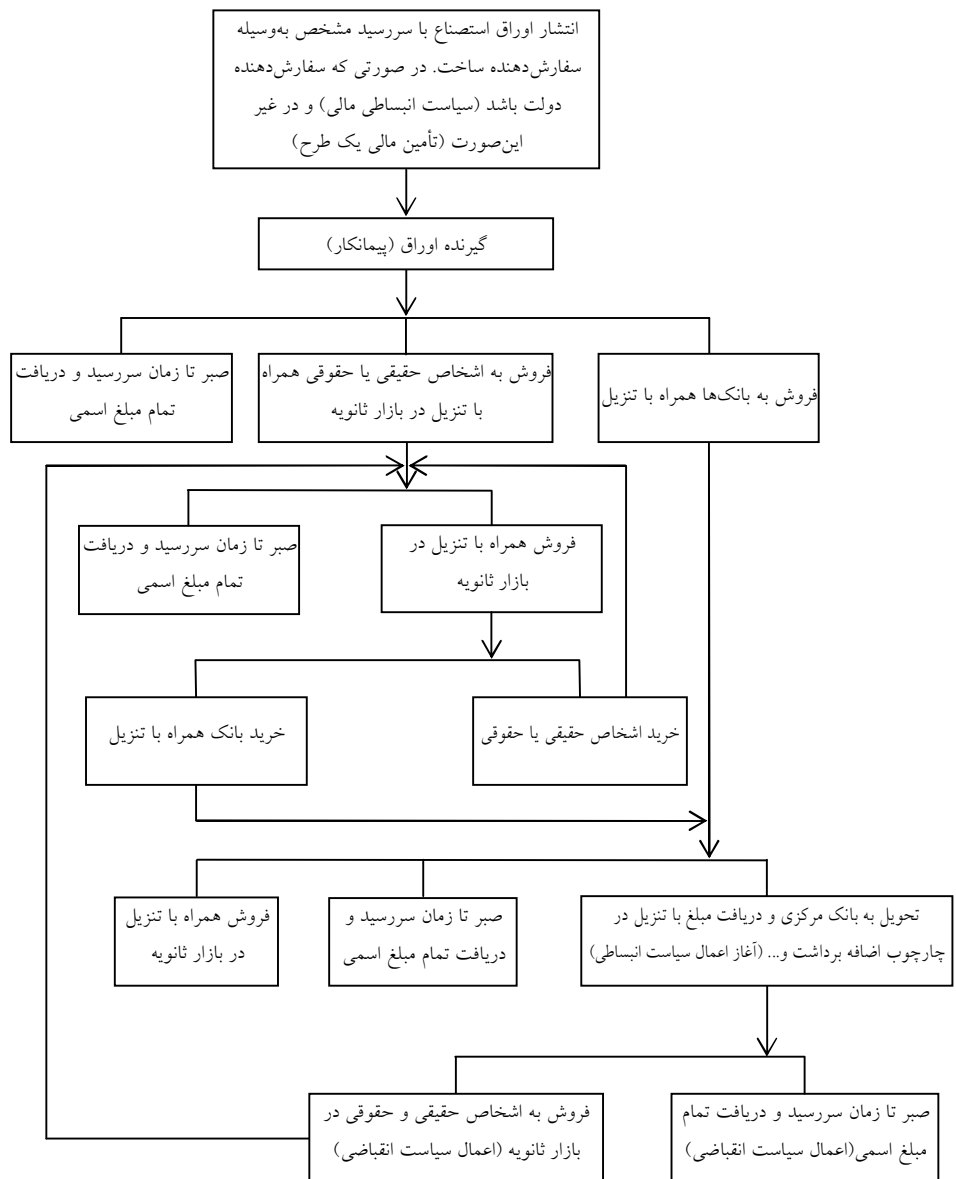 انتشار اوراق استصناع با سررسید مشخص به‌وسیله
سفارش‌دهنده ساخت. در صورتی که سفارش‌دهنده
دولت باشد (سیاست انبساطی مالی) و در غیر
این‌صورت (تأمین مالی یک طرح)
گیرنده اوراق (پیمانکار)
فروش به بانک‌ها همراه با تنزیل
فروش به اشخاص حقیقی یا حقوقی همراه
با تنزیل در بازار ثانویه
صبر تا زمان سررسید و دریافت
تمام مبلغ اسمی
فروش همراه با تنزیل در
بازار ثانویه
صبر تا زمان سررسید و دریافت
تمام مبلغ اسمی
خرید اشخاص حقیقی یا حقوقی
خرید بانک همراه با تنزیل
تحویل به بانک مرکزی و دریافت مبلغ با تنزیل در
چارچوب اضافه برداشت و... (آغاز اعمال سیاست انبساطی)
صبر تا زمان سررسید و
دریافت تمام مبلغ اسمی
فروش همراه با تنزیل
در بازار ثانویه
صبر تا زمان سررسید و دریافت تمام
مبلغ اسمی(اعمال سیاست انقباضی)
فروش به اشخاص حقیقی و حقوقی در
بازار ثانویه (اعمال سیاست انقباضی)